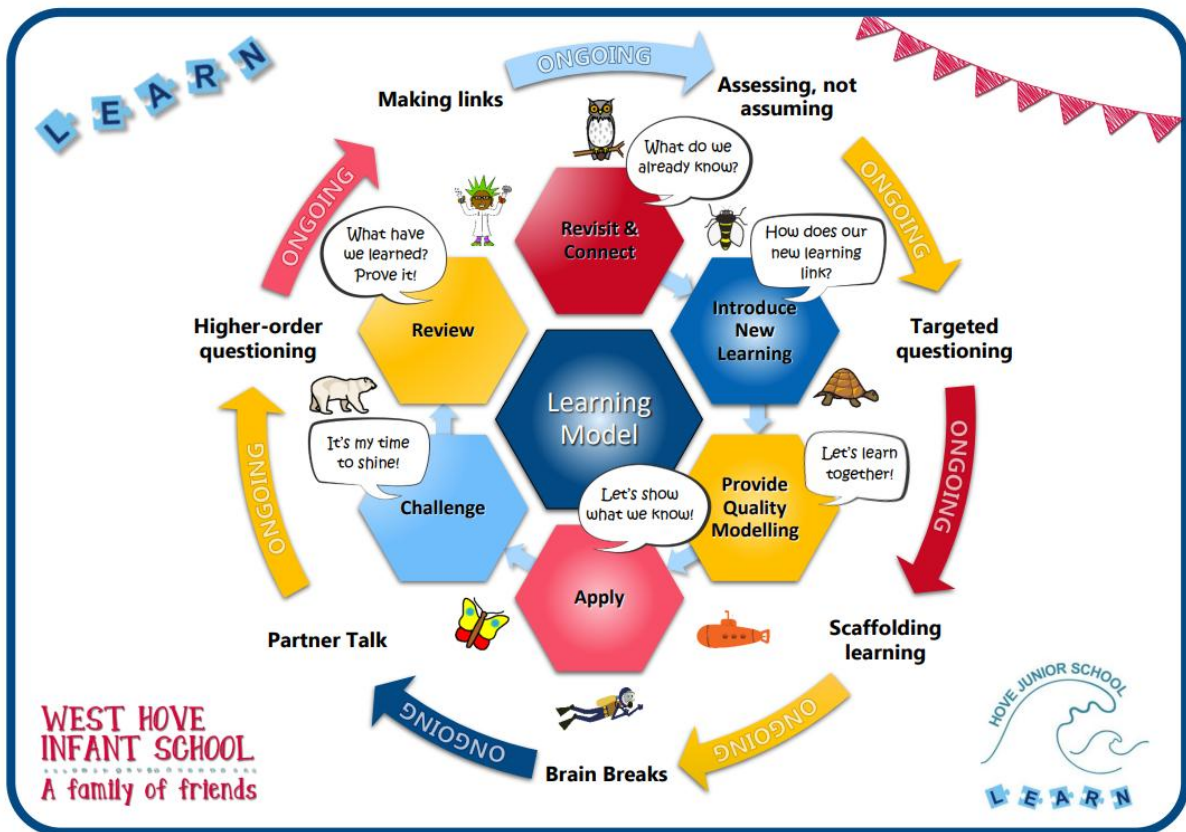 LEARN
ONGOING
Making links
Assessing, not
assuming
ONGOING
Targeted
questioning
ONGOING
Scaffolding
learning
ONGOING
Brain Breaks
ONGOING
Partner Talk
ONGOING
Higher-order
questioning
ONGOING
What do we
already know?
Revisit &
Connect
How does our
new learning
link?
Introduce
New
Learning
Let's learn
together!
Provide
Quality
Modelling
Let's show
what we know!
Apply
It's my time
to shine!
Challenge
What have
we learned?
Prove it!
Review
Learning
Model
WEST HOVE
INFANT SCHOOL
A family of friends
HOVE JUNIOR SCHOOL
LEARN